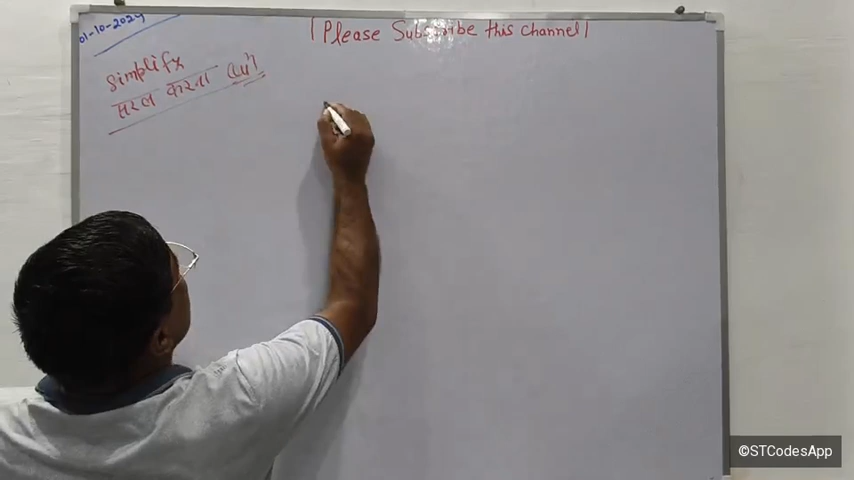 01-10-2024
|Please Subscribe this channel|
Simplify
सरल करना
©STCodesApp